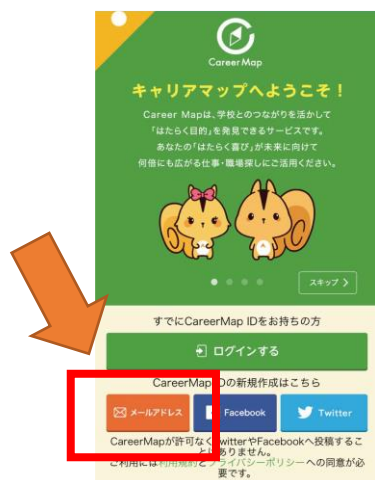 Career Map
キャリアマップへようこそ！
Career Mapは、学校とのつながりを活かして
「はたらく目的」を発見できるサービスです。
あなたの「はたらく喜び」が未来に向けて
何倍にも広がる仕事・職場探しにご活用ください。
スキップ
すでにCareerMap IDをお持ちの方
ログインする
CareerMap IDの新規作成はこちら
メールアドレス
Facebook
Twitter
CareerMapが許可なくTwitterやFacebookへ投稿するこ
とはありません。
ご利用には利用規約とプライバシーポリシーへの同意が必
要です。